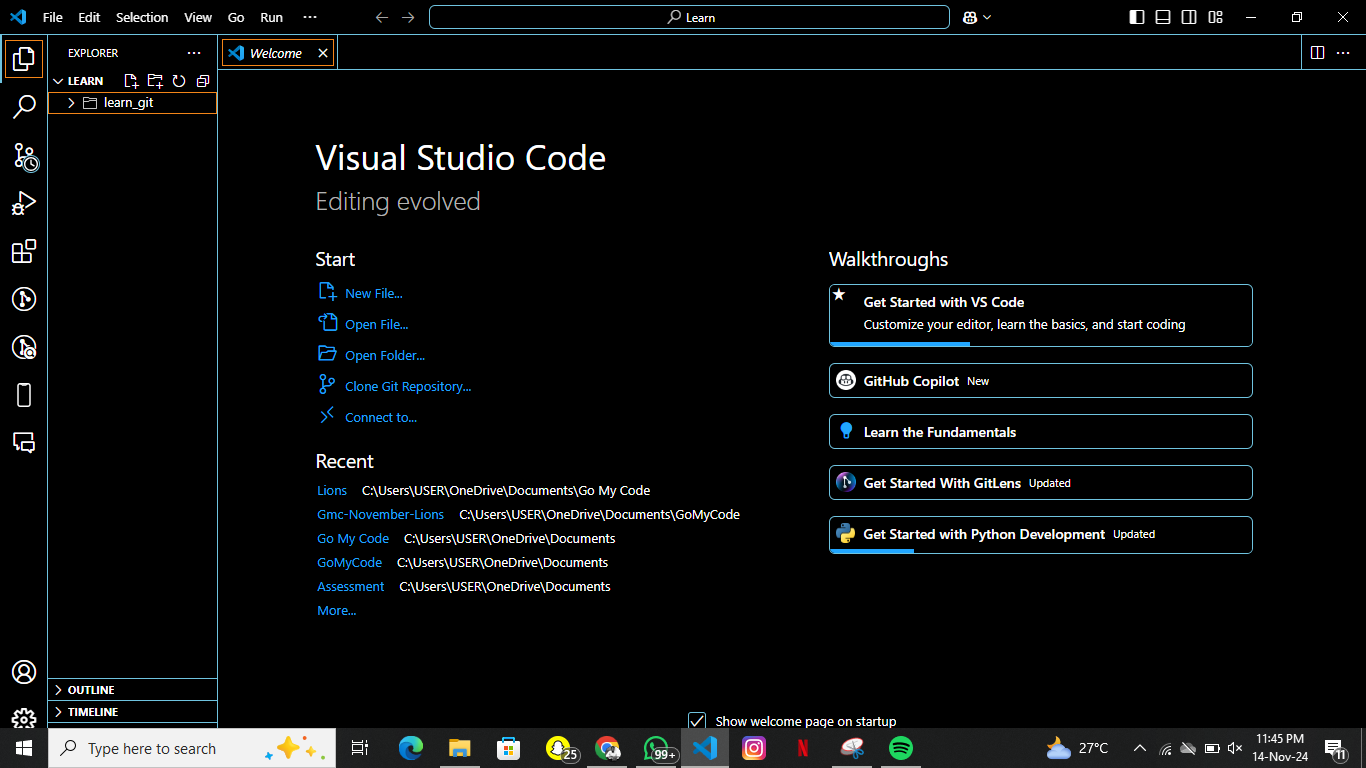 File Edit Selection View Go Run ···
Learn
EXPLORER ···
Welcome
LEARN
learn_git
Visual Studio Code
Editing evolved
Start
New File...
Open File...
Open Folder...
Clone Git Repository...
Connect to...
Recent
Lions C:\Users\USER\OneDrive\Documents\Go My Code
Gmc-November-Lions C:\Users\USER\OneDrive\Documents\GoMyCode
Go My Code C:\Users\USER\OneDrive\Documents
GoMyCode C:\Users\USER\OneDrive\Documents
Assessment C:\Users\USER\OneDrive\Documents
More...
Walkthroughs
Get Started with VS Code
Customize your editor, learn the basics, and start coding
GitHub Copilot New
Learn the Fundamentals
Get Started With GitLens Updated
Get Started with Python Development Updated
OUTLINE
TIMELINE
Show welcome page on startup
Type here to search
25
99+
27°C
11:45 PM
14-Nov-24
11